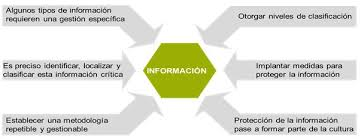 Algunos tipos de información
requieren una gestión específica
Otorgar niveles de clasificación
Es preciso identificar, localizar y
clasificar esta información crítica
INFORMACIÓN
Implantar medidas para
proteger la información
Establecer una metodología
repetible y gestionable
Protección de la información
pase a formar parte de la cultura